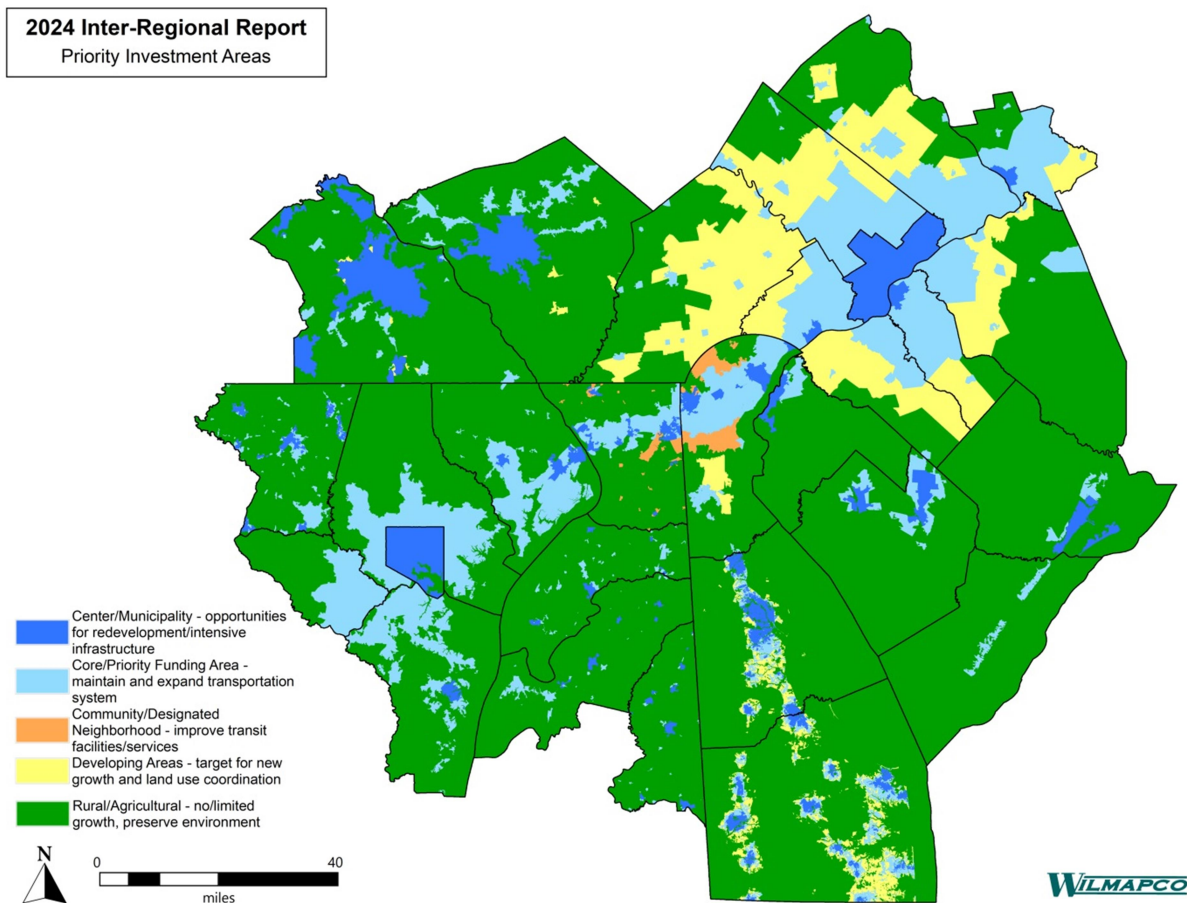 2024 Inter-Regional Report
Priority Investment Areas
Center/Municipality - opportunities
for redevelopment/intensive
infrastructure
Core/Priority Funding Area -
maintain and expand transportation
system
Community/Designated
Neighborhood - improve transit
facilities/services
Developing Areas - target for new
growth and land use coordination
Rural/Agricultural - no/limited
growth, preserve environment
N
0 40
miles
WILMAPCO